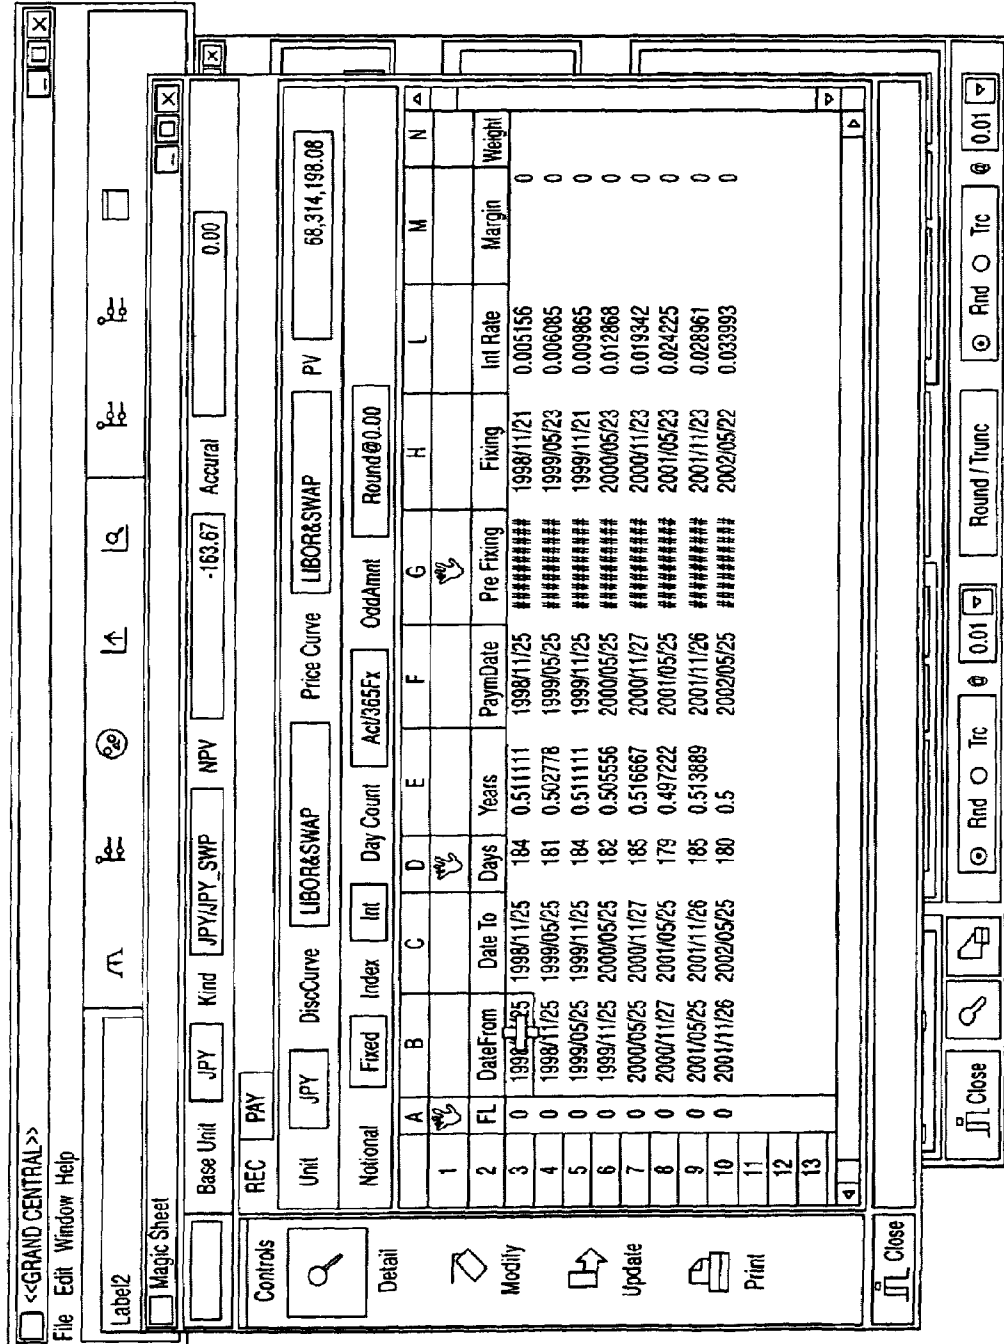 <<GRAND CENTRAL>>
File Edit Window Help
Label2
Magic Sheet
Base Unit JPY Kind JPY/JPY_SWP NPV -163.67 Accural 0.00
Controls
REC PAY
Unit JPY DiscCurve LIBOR&SWAP Price Curve LIBOR&SWAP PV 68,314,198.08
Notional Fixed Index Int Day Count Act/365Fx OddAmnt Round@0.00
A B C D E F G H L M N
1
2 FL DateFrom Date To Days Years PaymDate Pre Fixing Fixing Int Rate Margin Weight
3 0 1998/11/25 184 0.511111 1998/11/25 ########## 1998/11/21 0.005156 0
4 0 1998/11/25 1999/05/25 181 0.502778 1999/05/25 ########## 1999/05/23 0.006085 0
5 0 1999/05/25 1999/11/25 184 0.511111 1999/11/25 ########## 1999/11/21 0.009865 0
6 0 1999/11/25 2000/05/25 182 0.505556 2000/05/25 ########## 2000/05/23 0.012868 0
7 0 2000/05/25 2000/11/27 185 0.516667 2000/11/27 ########## 2000/11/23 0.019342 0
8 0 2000/11/27 2001/05/25 179 0.497222 2001/05/25 ########## 2001/05/23 0.024225 0
9 0 2001/05/25 2001/11/26 185 0.513889 2001/11/26 ########## 2001/11/23 0.028961 0
10 0 2001/11/26 2002/05/25 180 0.5 2002/05/25 ########## 2002/05/22 0.033993 0
11
12
13
Detail
Modify
Update
Print
Close
Close Rnd Trc @ 0.01 Round / Trunc Rnd Trc @ 0.01